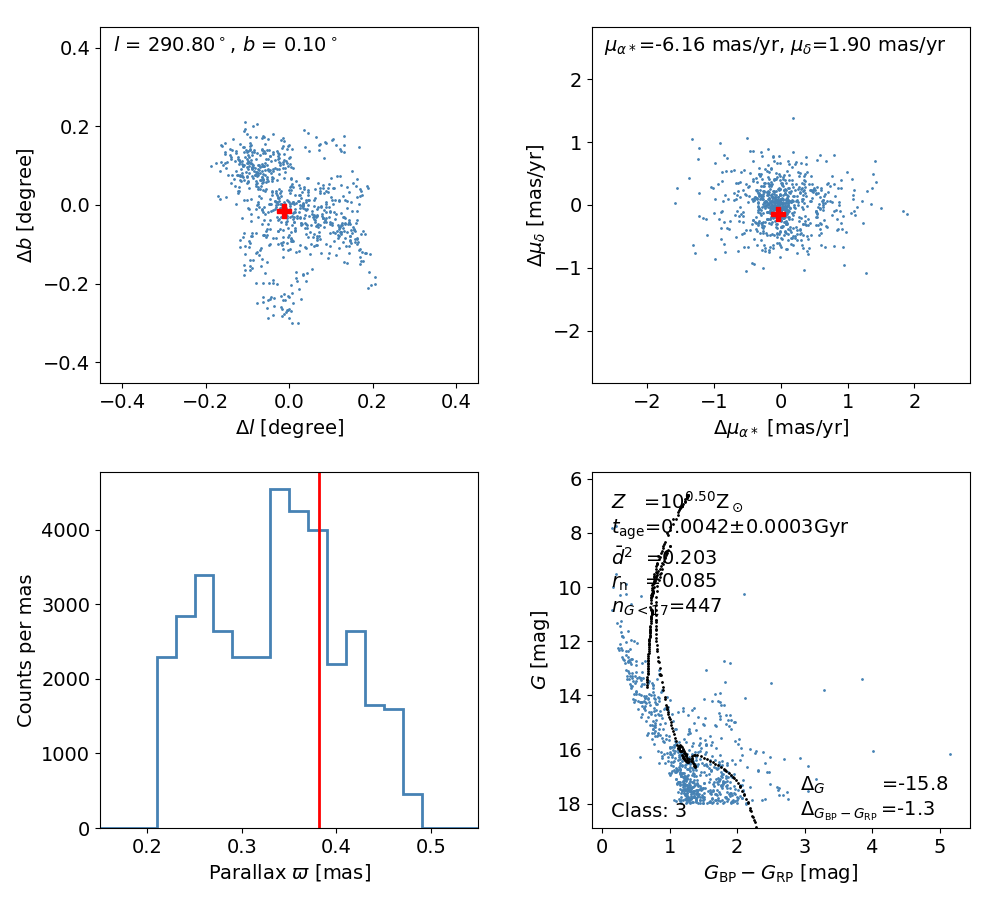 l = 290.80°, b = 0.10°
0.4
0.2
0.0
−0.2
−0.4
Δb [degree]
−0.4 −0.2 0.0 0.2 0.4
Δl [degree]
μα*=-6.16 mas/yr, μδ=1.90 mas/yr
2
1
0
−1
−2
Δμδ [mas/yr]
−2 −1 0 1 2
Δμα* [mas/yr]
4000
3000
2000
1000
0
Counts per mas
0.2 0.3 0.4 0.5
Parallax ϖ [mas]
6
8
10
12
14
16
18
G [mag]
Z =10^0.50 Z⊙
tage=0.0042±0.0003Gyr
d̄² =0.203
r̄n =0.085
=447
ΔG =-15.8
ΔGBP−GRP =-1.3
Class: 3
0 1 2 3 4 5
GBP − GRP [mag]